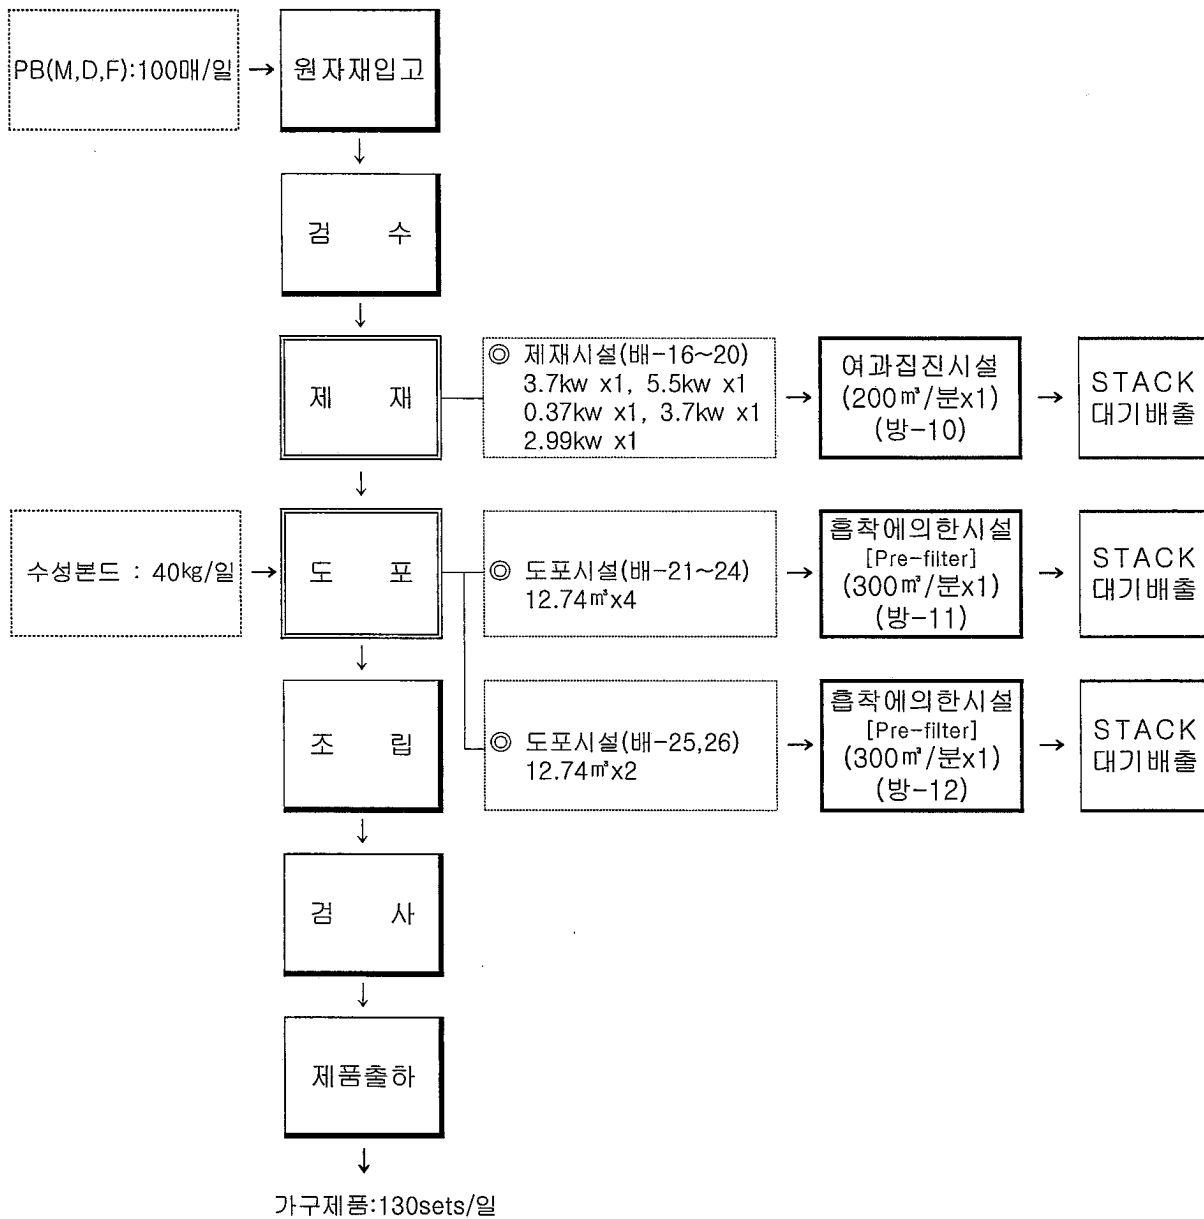 PB(M,D,F):100매/일 → 원자재입고
↓
검 수
↓
제 재
◎ 제재시설(배-16~20)
3.7kw x1, 5.5kw x1
0.37kw x1, 3.7kw x1
2.99kw x1
→
여과집진시설
(200㎥/분x1)
(방-10)
→
STACK
대기배출
↓
수성본드 : 40kg/일 → 도 포
◎ 도포시설(배-21~24)
12.74㎥x4
→
흡착에의한시설
[Pre-filter]
(300㎥/분x1)
(방-11)
→
STACK
대기배출
↓
조 립
◎ 도포시설(배-25,26)
12.74㎥x2
→
흡착에의한시설
[Pre-filter]
(300㎥/분x1)
(방-12)
→
STACK
대기배출
↓
검 사
↓
제품출하
↓
가구제품:130sets/일